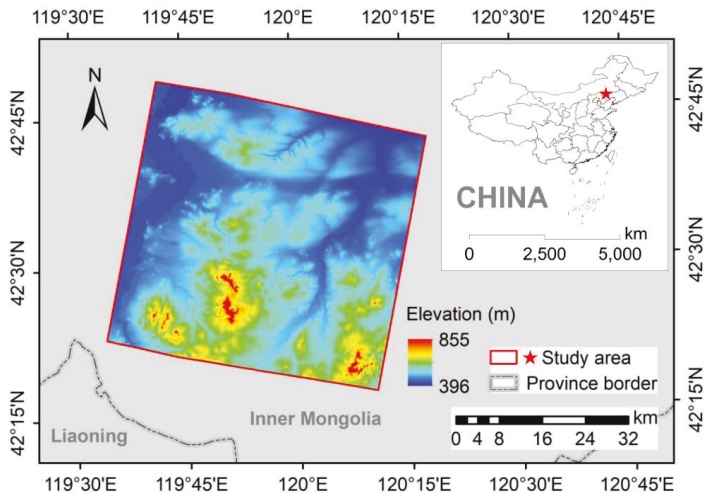 119°30'E 119°45'E 120°E 120°15'E 120°30'E 120°45'E
N
42°45'N
42°45'N
CHINA
km
0 2,500 5,000
42°30'N
42°30'N
Elevation (m)
855
396
Study area
Province border
42°15'N
42°15'N
Inner Mongolia
Liaoning
km
0 4 8 16 24 32
119°30'E 119°45'E 120°E 120°15'E 120°30'E 120°45'E